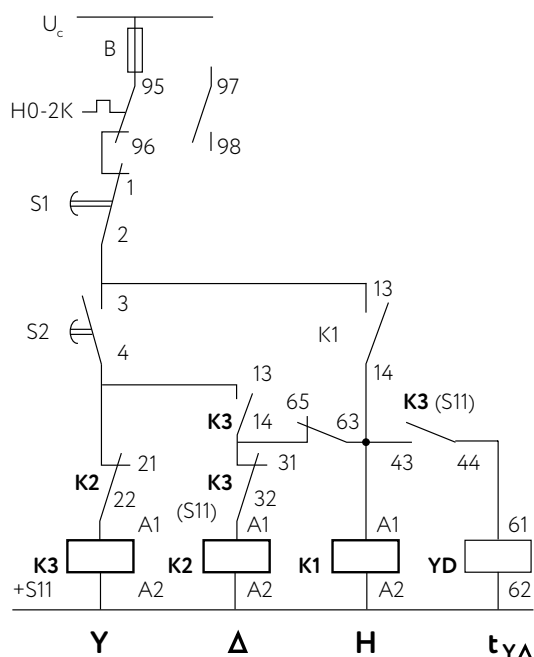 U_c
B
95 97
H0-2K
96 98
1
S1
2
3 13
S2 K1
4 14
13
K3 14 65 63 K3 (S11)
43 44
K2 21 K3 31
22 (S11) 32
A1 A1 A1 61
K3 K2 K1 YD
+S11 A2 A2 A2 62
Y Δ H t_YΔ